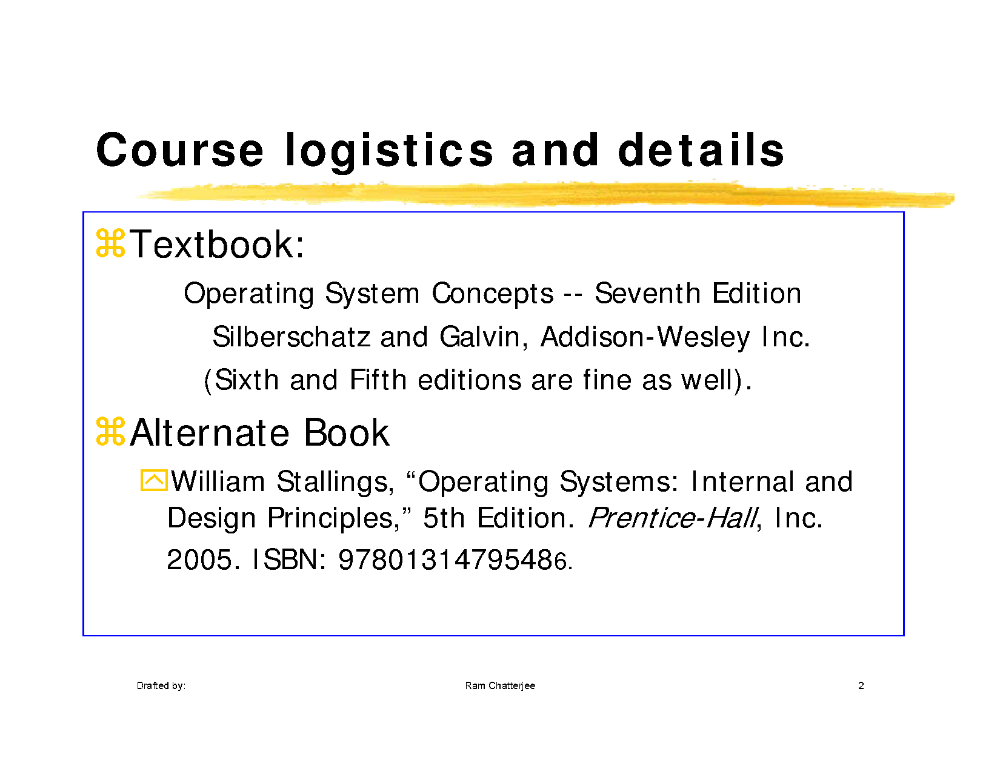 Course logistics and details
Textbook:
Operating System Concepts -- Seventh Edition
Silberschatz and Galvin, Addison-Wesley Inc.
(Sixth and Fifth editions are fine as well).
Alternate Book
William Stallings, “Operating Systems: Internal and
Design Principles,” 5th Edition. Prentice-Hall, Inc.
2005. ISBN: 97801314795486.
Drafted by: Ram Chatterjee 2